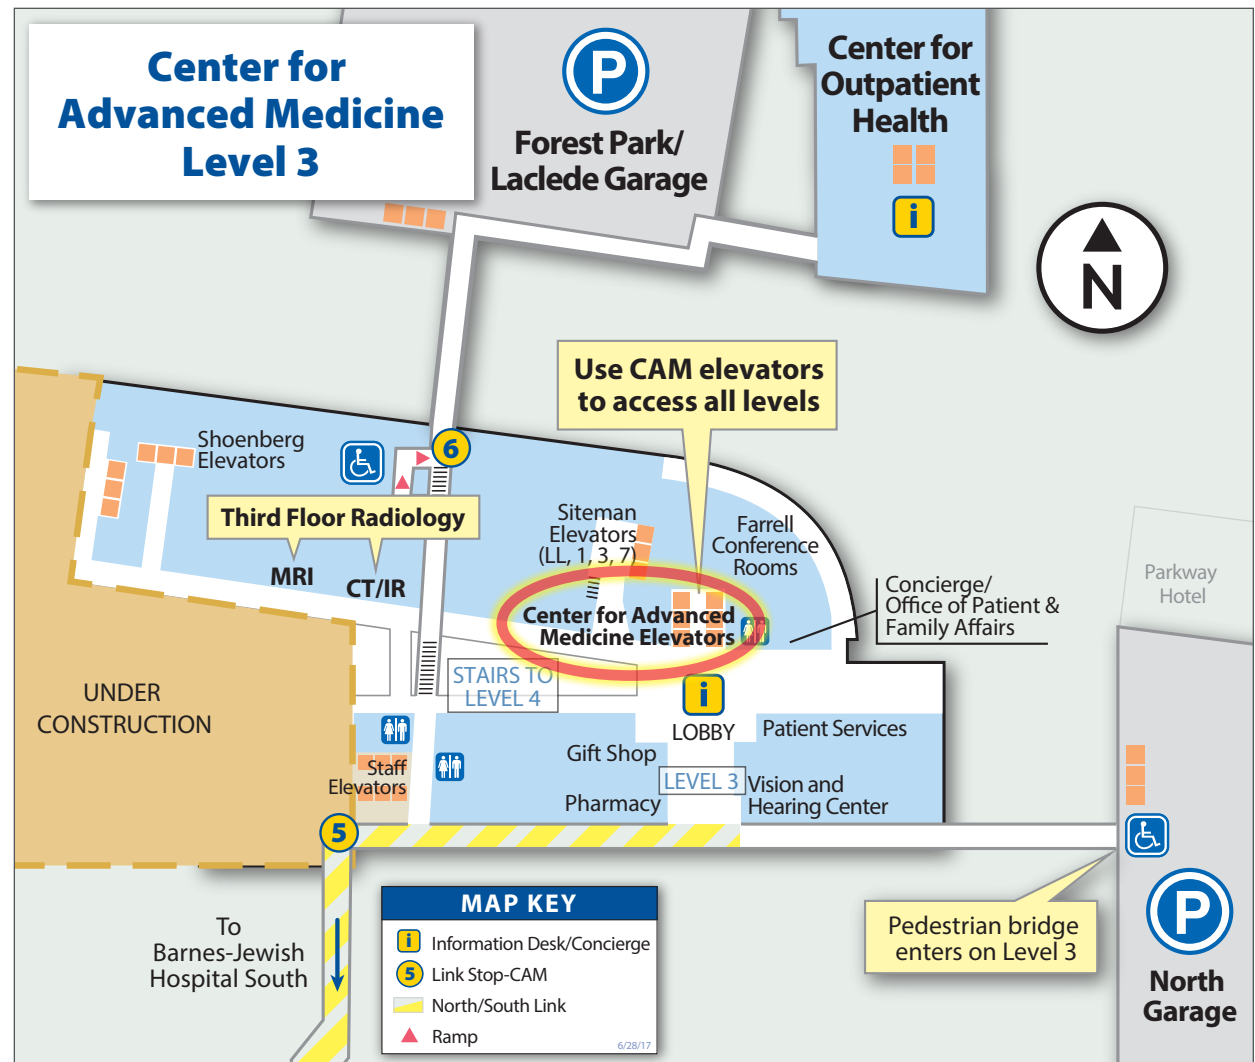 Center for
Advanced Medicine
Level 3
P
Forest Park/
Laclede Garage
Center for
Outpatient
Health
i
N
Use CAM elevators
to access all levels
6
Shoenberg
Elevators
Third Floor Radiology
MRI
CT/IR
Siteman
Elevators
(LL, 1, 3, 7)
Farrell
Conference
Rooms
Center for Advanced
Medicine Elevators
Concierge/
Office of Patient &
Family Affairs
Parkway
Hotel
UNDER
CONSTRUCTION
STAIRS TO
LEVEL 4
i
LOBBY
Patient Services
Gift Shop
LEVEL 3
Pharmacy
Vision and
Hearing Center
Staff
Elevators
5
To
Barnes-Jewish
Hospital South
MAP KEY
i Information Desk/Concierge
5 Link Stop-CAM
North/South Link
Ramp
6/28/17
Pedestrian bridge
enters on Level 3
P
North
Garage